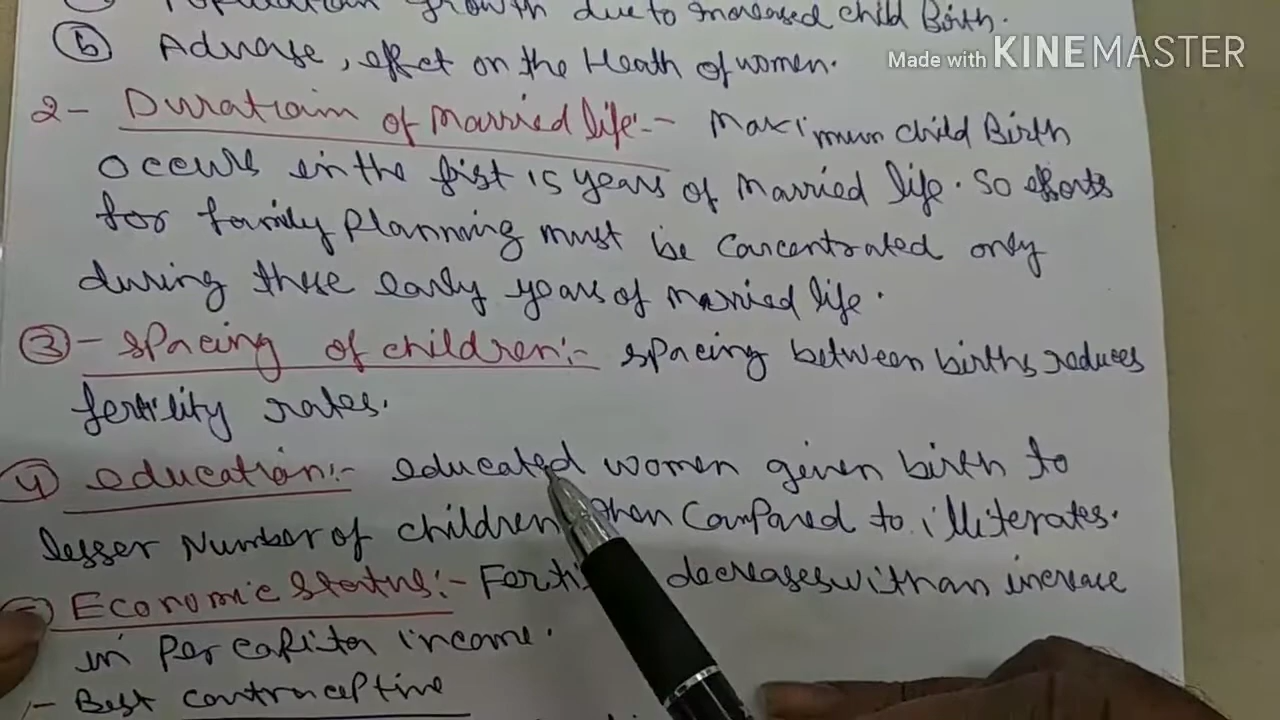 Population growth due to increased child Birth.
(b) Adverse, effect on the Heath of women.
Made with KINEMASTER
2- Duration of Married life:- Maximum child Birth
occurs in the first 15 years of Married life. So efforts
for family Planning must be concentrated only
during these early years of married life.
(3)- Spacing of children:- spacing between births reduces
fertility rates.
(4) education:- educated women given birth to
lesser Number of children when compared to illiterates.
Economic Status:- decreases with an increase
in Per capita income.
:- Best contraceptive